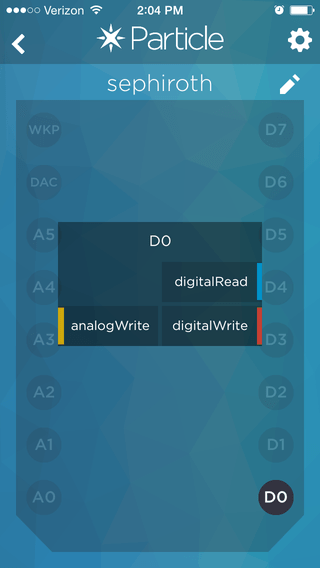 Verizon 2:04 PM
Particle
sephiroth
WKP D7
DAC D6
A5 D5
D0
A4 digitalRead D4
A3 analogWrite digitalWrite D3
A2 D2
A1 D1
A0 D0